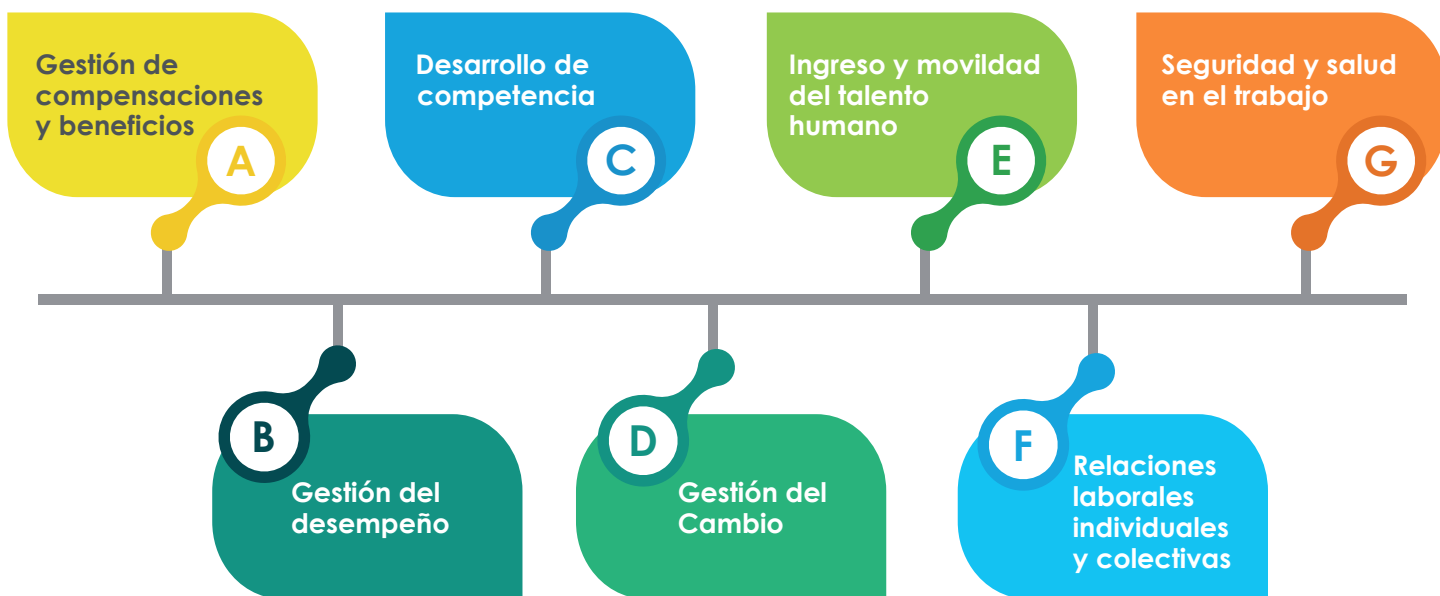 Gestión de
compensaciones
y beneficios
A
Desarrollo de
competencia
C
Ingreso y movildad
del talento
humano
E
Seguridad y salud
en el trabajo
G
B
Gestión del
desempeño
D
Gestión del
Cambio
F
Relaciones
laborales
individuales
y colectivas